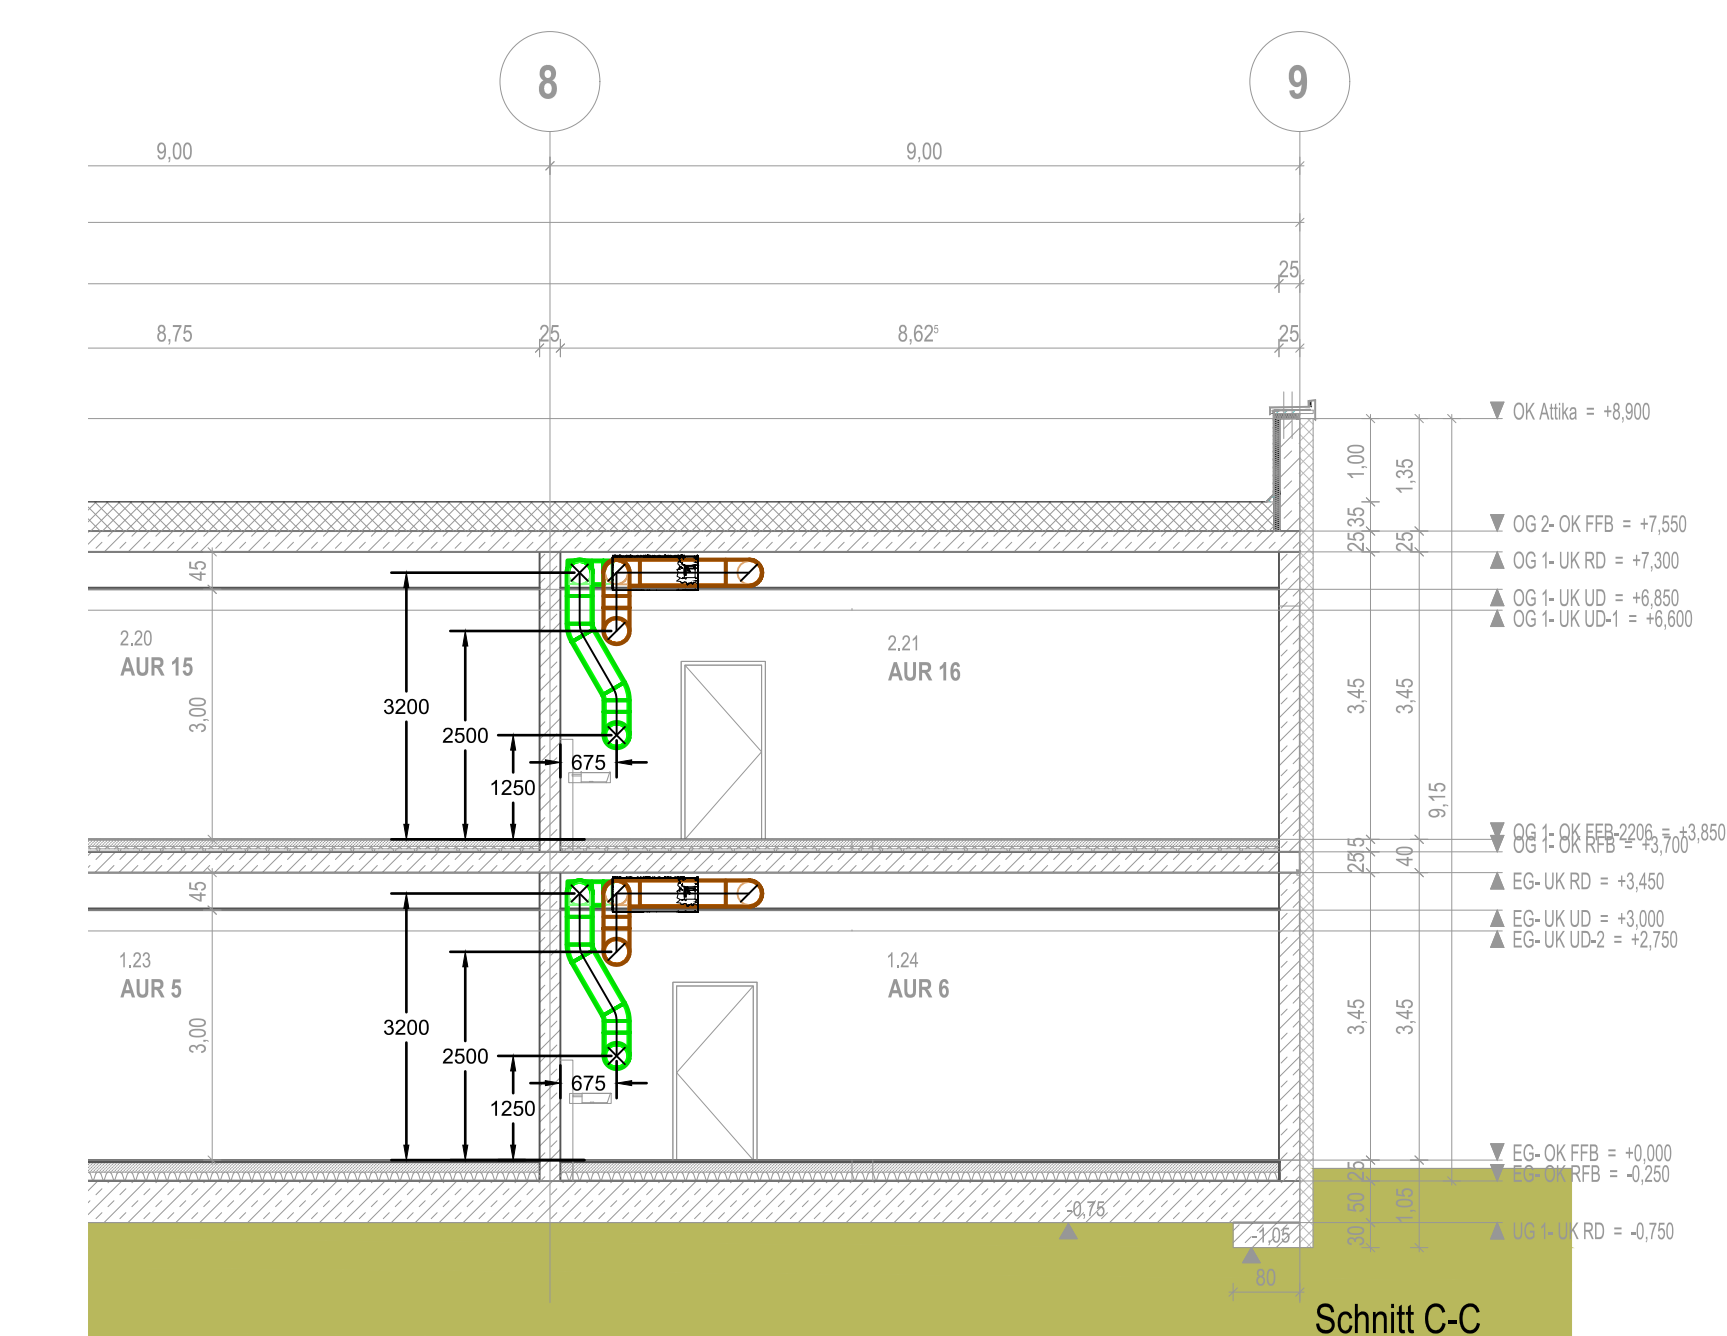 8
9
9,00
9,00
25
8,75
25
8,62⁵
25
OK Attika = +8,900
1,00
1,35
35
25
25
OG 2- OK FFB = +7,550
OG 1- UK RD = +7,300
OG 1- UK UD = +6,850
OG 1- UK UD-1 = +6,600
45
2.20
AUR 15
2.21
AUR 16
3,00
3200
2500
675
1250
3,45
3,45
9,15
OG 1- OK FFB-2206 = +3,850
OG 1- OK RFB = +3,700
25
5
40
45
EG- UK RD = +3,450
EG- UK UD = +3,000
EG- UK UD-2 = +2,750
1.23
AUR 5
1.24
AUR 6
3,00
3200
2500
675
1250
3,45
3,45
EG- OK FFB = +0,000
EG- OK RFB = -0,250
25
50
30
1,05
-0,75
-1,05
UG 1- UK RD = -0,750
80
Schnitt C-C